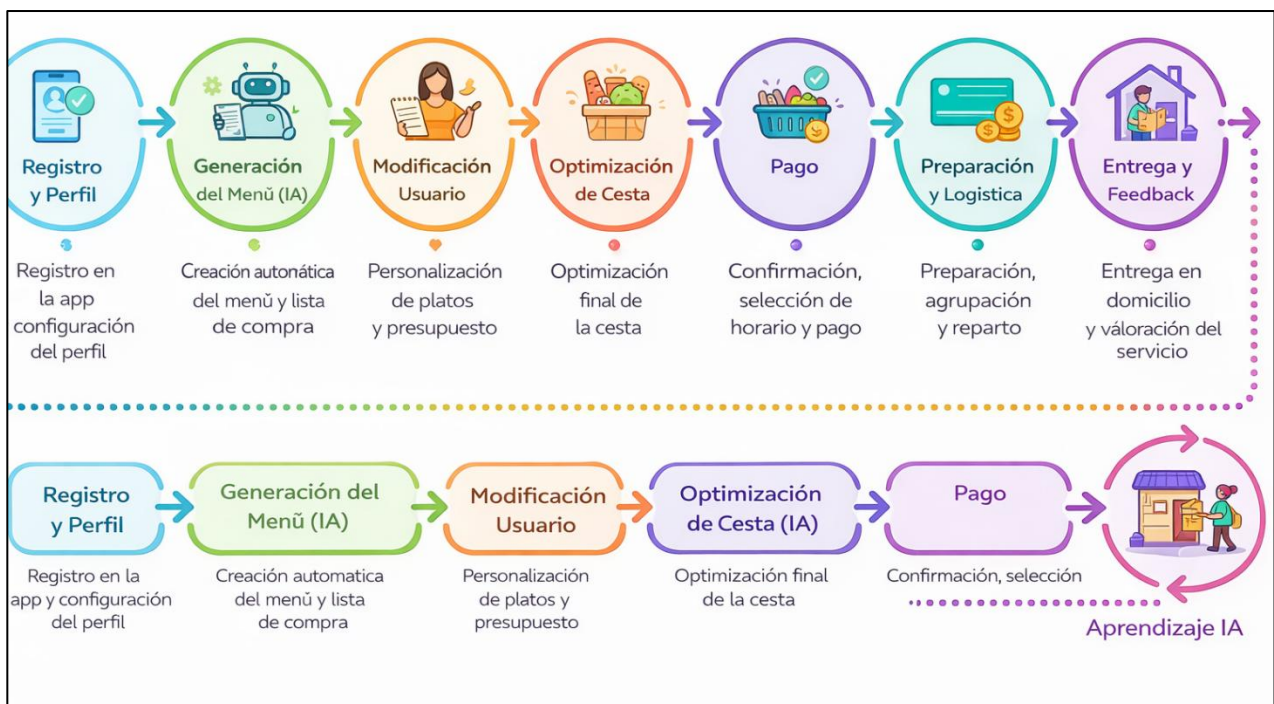 Registro
y Perfil
Generación
del Menŭ (IA)
Modificación
Usuario
Optimización
de Cesta
Pago
Preparación
y Logistica
Entrega y
Feedback
Registro en
la app
configuración
del perfil
Creación autonática
del menŭ y lista
de compra
Personalización
de platos
y presupuesto
Optimización
final de
la cesta
Confirmación,
selección de
horario y pago
Preparación,
agrupación
y reparto
Entrega en
domicilio
y váloración del
servicio
Registro
y Perfil
Generación del
Menŭ (IA)
Modificación
Usuario
Optimización
de Cesta (IA)
Pago
Registro en la
app y configuración
del perfil
Creación automatica
del menŭ y lista
de compra
Personalización
de platos y
presupuesto
Optimización final
de la cesta
Confirmación, selección
Aprendizaje IA